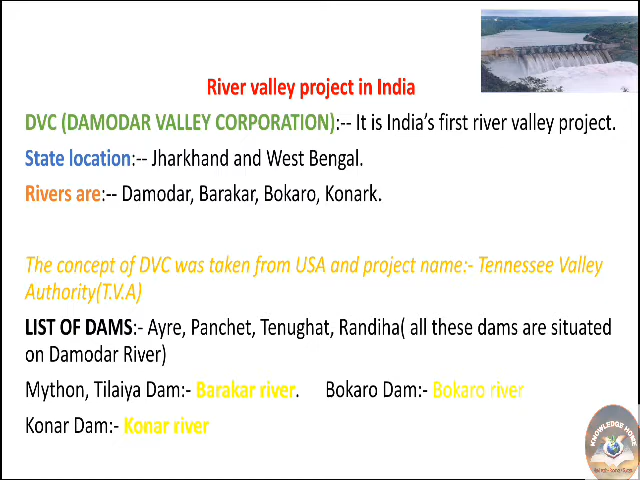 River valley project in India
DVC (DAMODAR VALLEY CORPORATION):-- It is India's first river valley project.
State location:-- Jharkhand and West Bengal.
Rivers are:-- Damodar, Barakar, Bokaro, Konark.
The concept of DVC was taken from USA and project name:- Tennessee Valley
Authority(T.V.A)
LIST OF DAMS:- Ayre, Panchet, Tenughat, Randiha( all these dams are situated
on Damodar River)
Mython, Tilaiya Dam:- Barakar river. Bokaro Dam:- Bokaro river
Konar Dam:- Konar river
KNOWLEDGE HOME